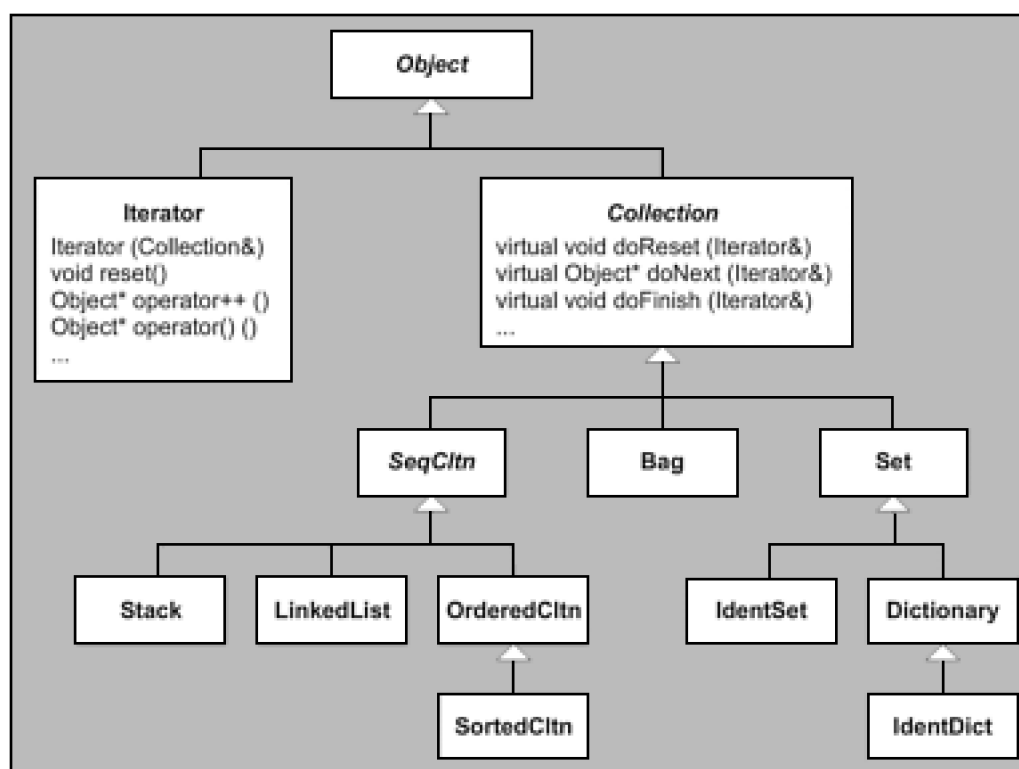 Object
Iterator
Iterator (Collection&)
void reset()
Object* operator++ ()
Object* operator() ()
...
Collection
virtual void doReset (Iterator&)
virtual Object* doNext (Iterator&)
virtual void doFinish (Iterator&)
...
SeqCltn
Bag
Set
Stack
LinkedList
OrderedCltn
IdentSet
Dictionary
SortedCltn
IdentDict